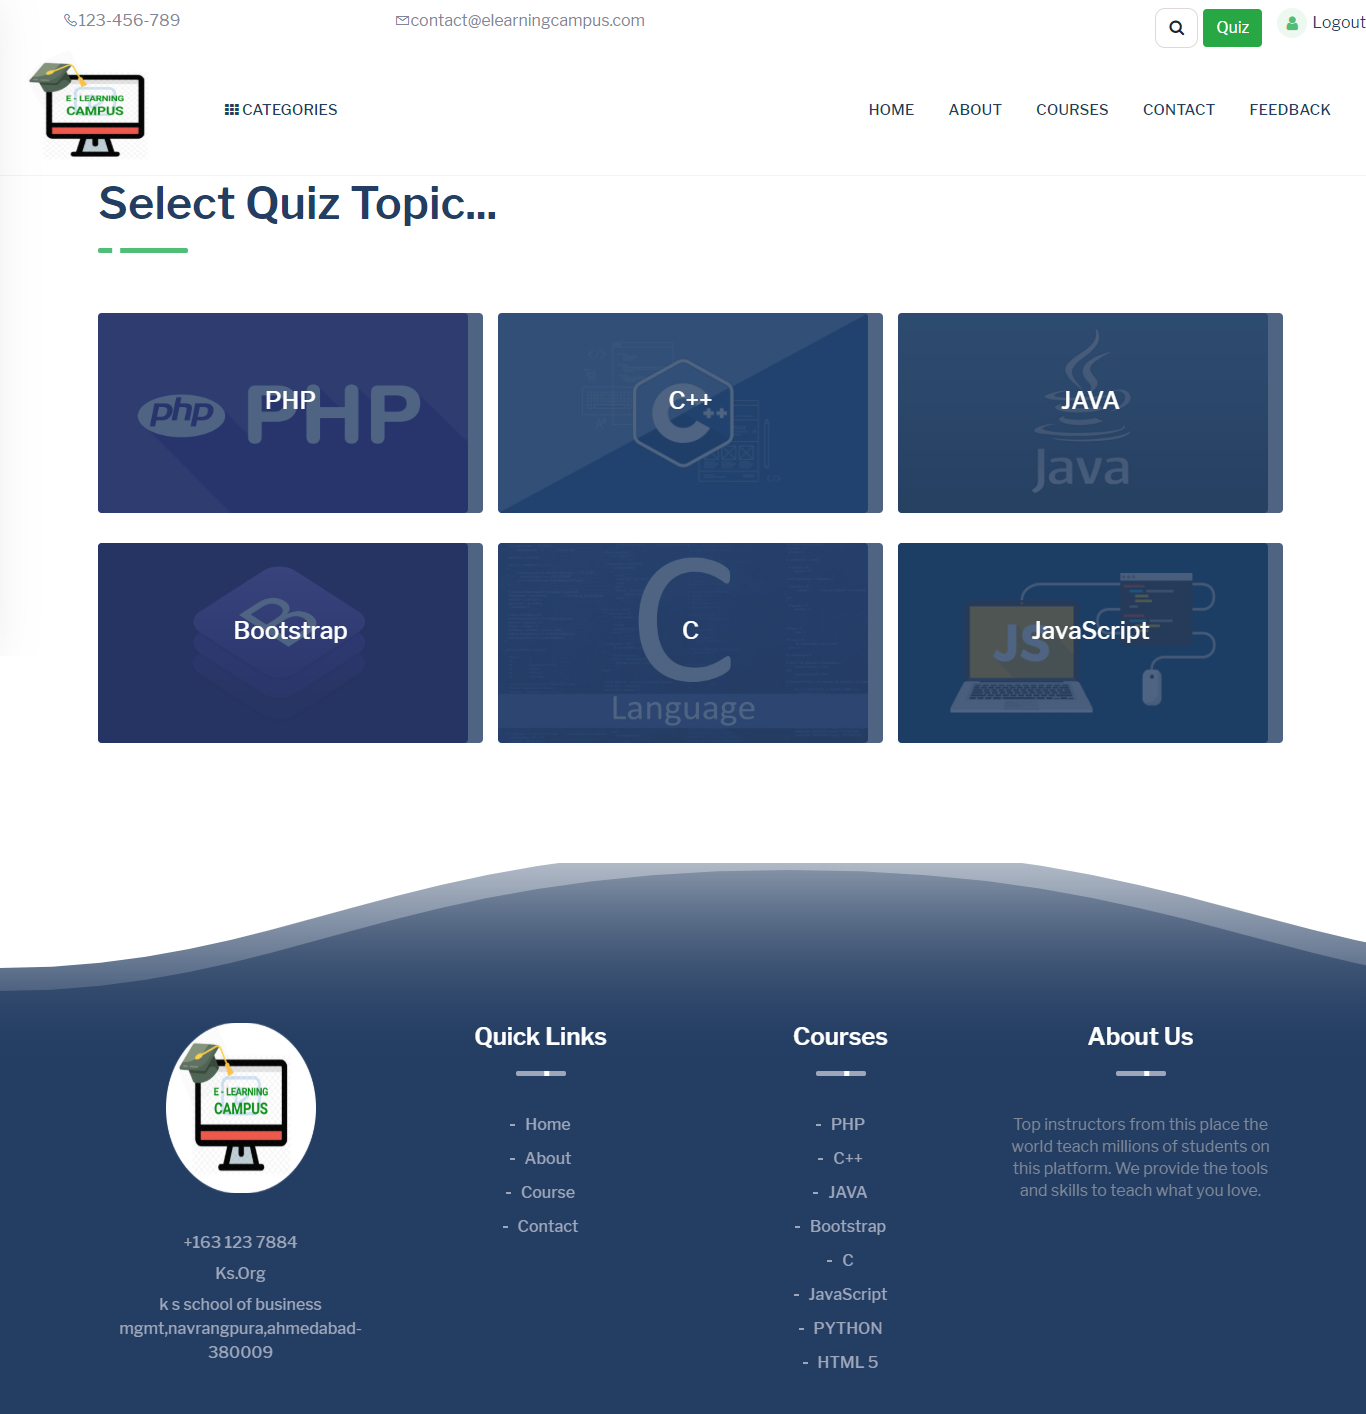 123-456-789
contact@elearningcampus.com
Quiz
Logout
E - LEARNING
CAMPUS
CATEGORIES
HOME
ABOUT
COURSES
CONTACT
FEEDBACK
Select Quiz Topic...
php
PHP
PHP
C++
C++
JAVA
Java
Bootstrap
B
C
C
Language
JavaScript
JS
E - LEARNING
CAMPUS
+163 123 7884
Ks.Org
k s school of business
mgmt,navrangpura,ahmedabad-
380009
Quick Links
- Home
- About
- Course
- Contact
Courses
- PHP
- C++
- JAVA
- Bootstrap
- C
- JavaScript
- PYTHON
- HTML 5
About Us
Top instructors from this place the
world teach millions of students on
this platform. We provide the tools
and skills to teach what you love.